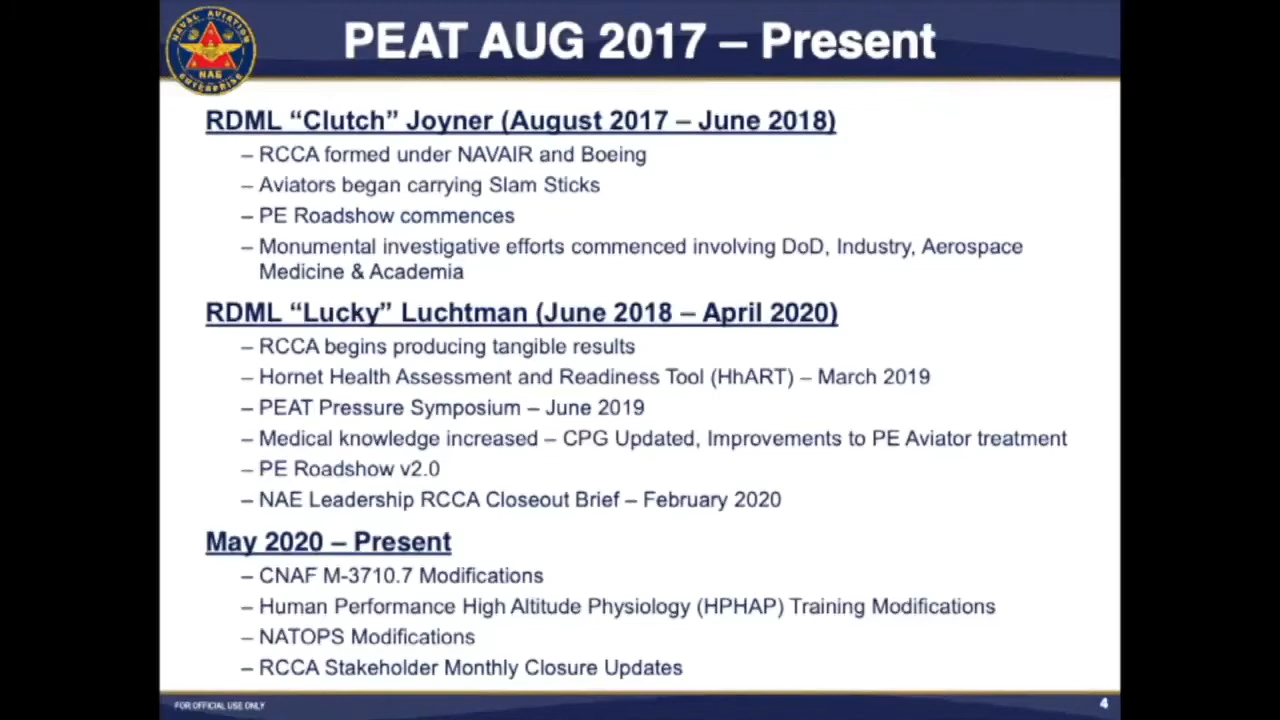 NAVAL AVIATION
NAE
ENTERPRISE
PEAT AUG 2017 – Present
RDML “Clutch” Joyner (August 2017 – June 2018)
– RCCA formed under NAVAIR and Boeing
– Aviators began carrying Slam Sticks
– PE Roadshow commences
– Monumental investigative efforts commenced involving DoD, Industry, Aerospace
Medicine & Academia
RDML “Lucky” Luchtman (June 2018 – April 2020)
– RCCA begins producing tangible results
– Hornet Health Assessment and Readiness Tool (HhART) – March 2019
– PEAT Pressure Symposium – June 2019
– Medical knowledge increased – CPG Updated, Improvements to PE Aviator treatment
– PE Roadshow v2.0
– NAE Leadership RCCA Closeout Brief – February 2020
May 2020 – Present
– CNAF M-3710.7 Modifications
– Human Performance High Altitude Physiology (HPHAP) Training Modifications
– NATOPS Modifications
– RCCA Stakeholder Monthly Closure Updates
FOR OFFICIAL USE ONLY
4